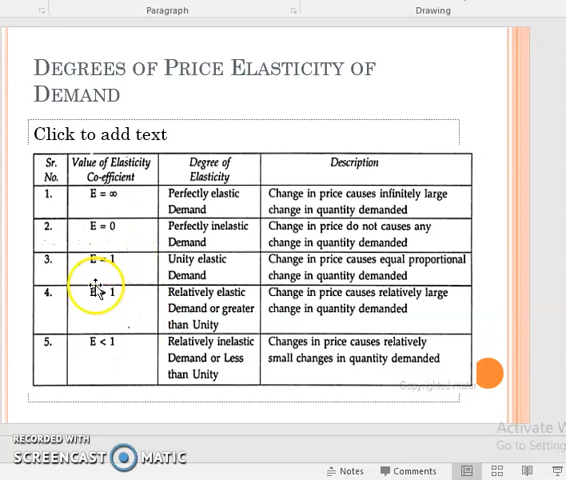 Paragraph
Drawing
DEGREES OF PRICE ELASTICITY OF
DEMAND
Click to add text
Sr. Value of Elasticity Degree of Description
No. Co-efficient Elasticity
1. E = ∞ Perfectly elastic Change in price causes infinitely large
Demand change in quantity demanded
2. E = 0 Perfectly inelastic Change in price do not causes any
Demand change in quantity demanded
3. E = 1 Unity elastic Change in price causes equal proportional
Demand change in quantity demanded
4. E > 1 Relatively elastic Change in price causes relatively large
Demand or greater change in quantity demanded
than Unity
5. E < 1 Relatively inelastic Changes in price causes relatively
Demand or Less small changes in quantity demanded
than Unity
Copyrighted mater
Activate W
Go to Setting
RECORDED WITH
SCREENCAST MATIC
Notes
Comments